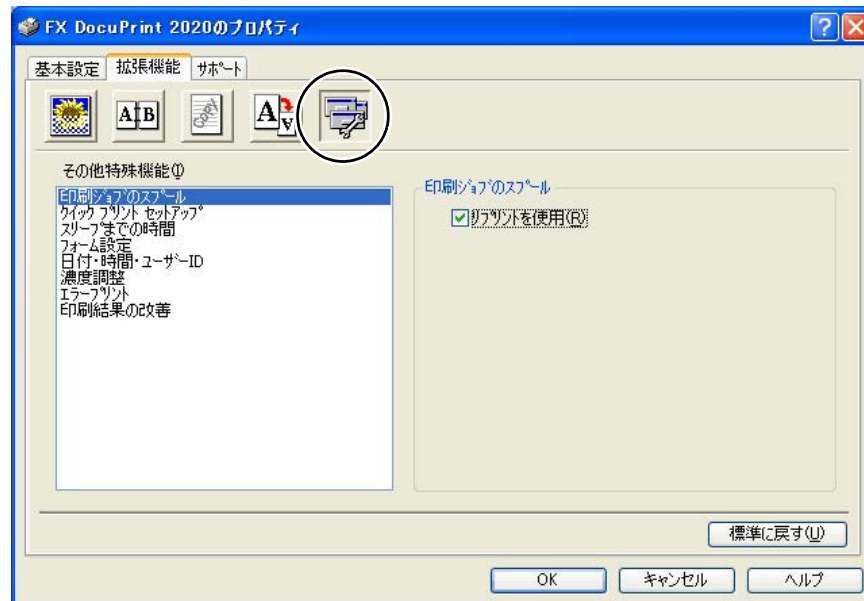 FX DocuPrint 2020のプロパティ
基本設定 拡張機能 サポート
A B Copy A A
その他特殊機能(I)
印刷ジョブのスプール
クイック プリント セットアップ
スリープまでの時間
フォーム設定
日付・時間・ユーザーID
濃度調整
エラープリント
印刷結果の改善
印刷ジョブのスプール
リプリントを使用(R)
標準に戻す(U)
OK キャンセル ヘルプ